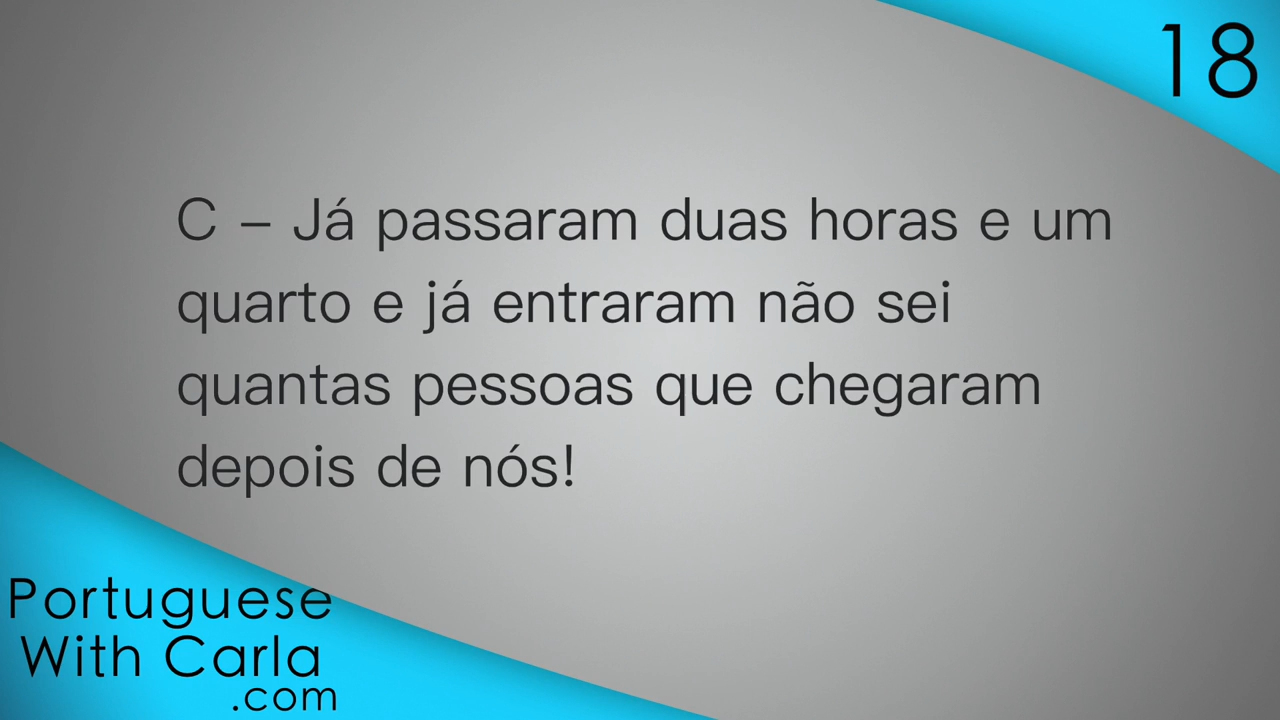 18
C – Já passaram duas horas e um
quarto e já entraram não sei
quantas pessoas que chegaram
depois de nós!
Portuguese
With Carla
.com